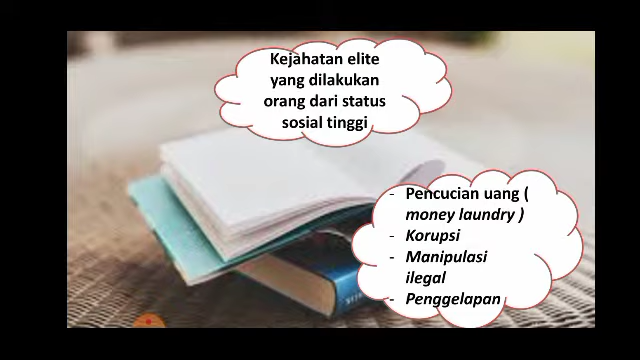 Kejahatan elite
yang dilakukan
orang dari status
sosial tinggi
- Pencucian uang (
money laundry )
- Korupsi
- Manipulasi
ilegal
- Penggelapan